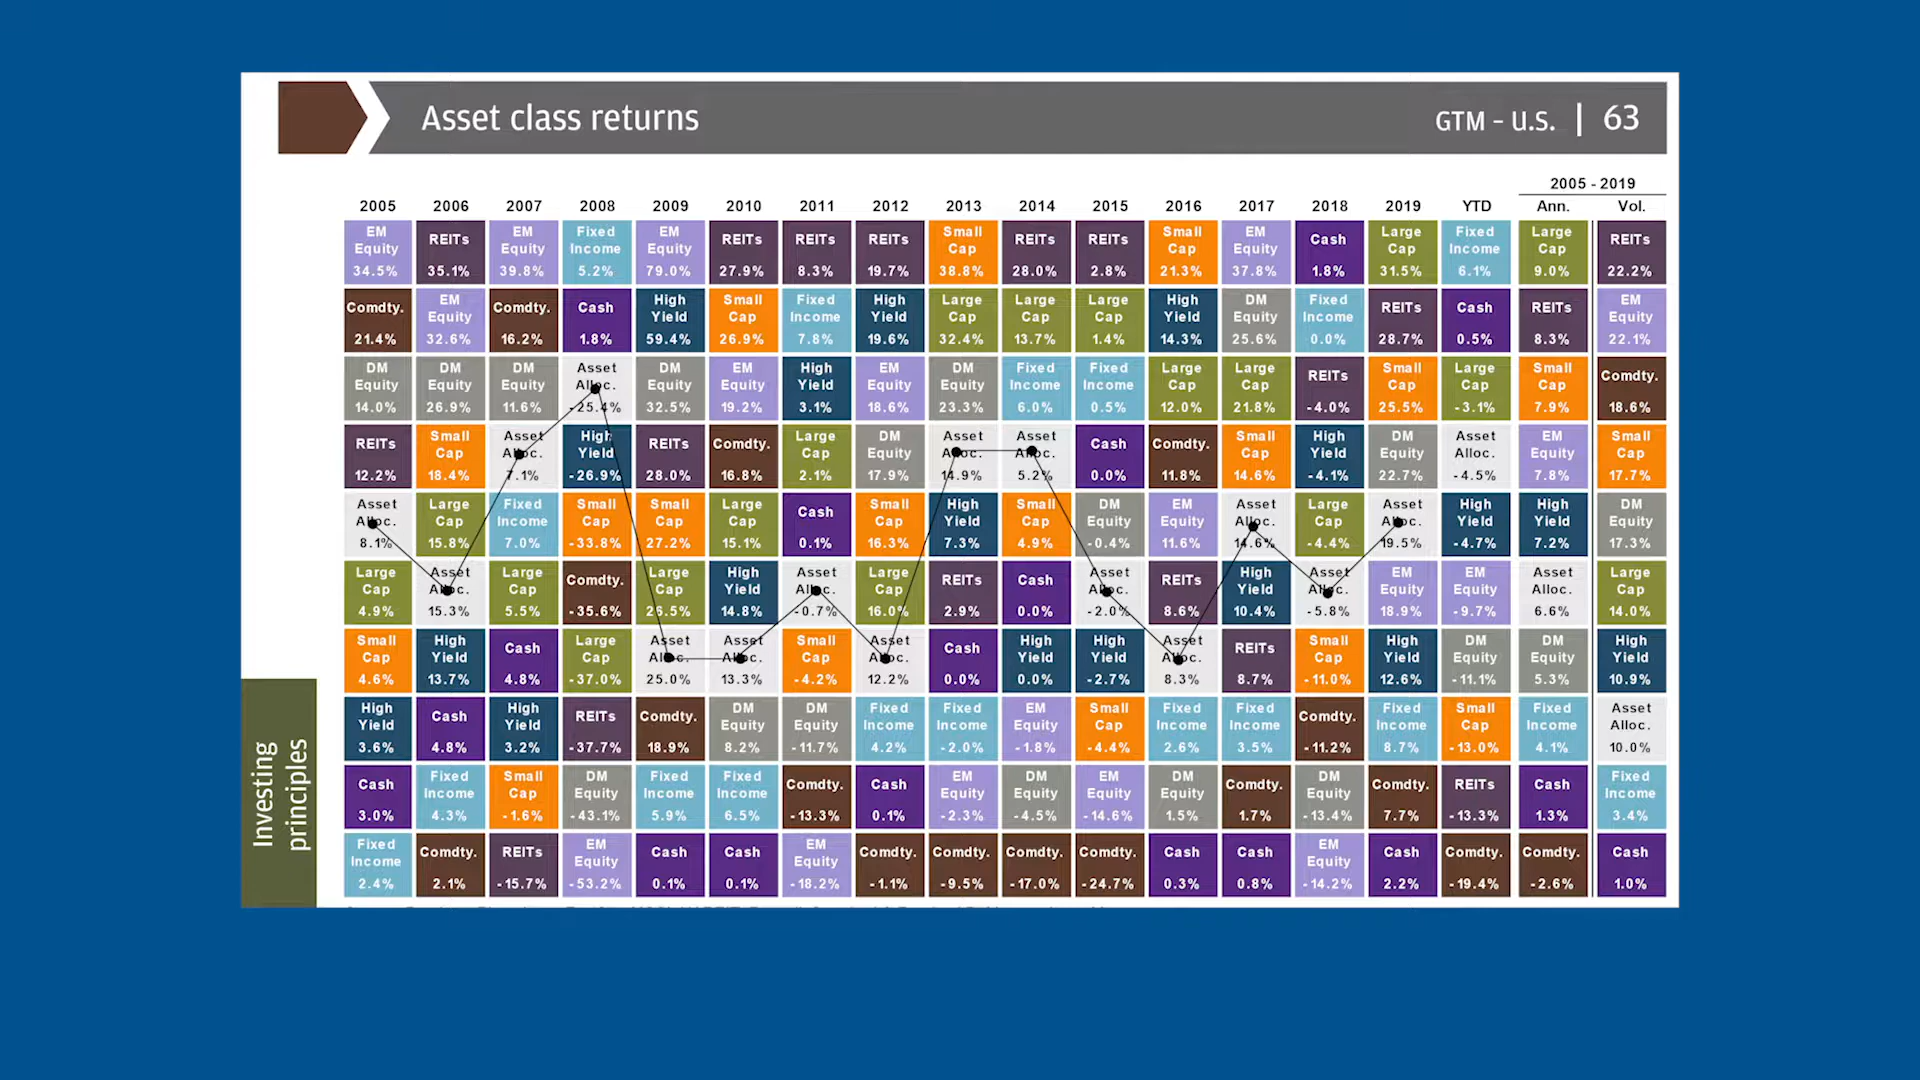 Asset class returns
GTM – U.S. | 63
2005 - 2019
2005 2006 2007 2008 2009 2010 2011 2012 2013 2014 2015 2016 2017 2018 2019 YTD Ann. Vol.
EM Equity 34.5% REITs 35.1% EM Equity 39.8% Fixed Income 5.2% EM Equity 79.0% REITs 27.9% REITs 8.3% REITs 19.7% Small Cap 38.8% REITs 28.0% REITs 2.8% Small Cap 21.3% EM Equity 37.8% Cash 1.8% Large Cap 31.5% Fixed Income 6.1% Large Cap 9.0% REITs 22.2%
Comdty. 21.4% EM Equity 32.6% Comdty. 16.2% Cash 1.8% High Yield 59.4% Small Cap 26.9% Fixed Income 7.8% High Yield 19.6% Large Cap 32.4% Large Cap 13.7% Large Cap 1.4% High Yield 14.3% DM Equity 25.6% Fixed Income 0.0% REITs 28.7% Cash 0.5% REITs 8.3% EM Equity 22.1%
DM Equity 14.0% DM Equity 26.9% DM Equity 11.6% Asset Alloc. -25.4% DM Equity 32.5% EM Equity 19.2% High Yield 3.1% EM Equity 18.6% DM Equity 23.3% Fixed Income 6.0% Fixed Income 0.5% Large Cap 12.0% Large Cap 21.8% REITs -4.0% Small Cap 25.5% Large Cap -3.1% Small Cap 7.9% Comdty. 18.6%
REITs 12.2% Small Cap 18.4% Asset Alloc. 7.1% High Yield -26.9% REITs 28.0% Comdty. 16.8% Large Cap 2.1% DM Equity 17.9% Asset Alloc. 14.9% Asset Alloc. 5.2% Cash 0.0% Comdty. 11.8% Small Cap 14.6% High Yield -4.1% DM Equity 22.7% Asset Alloc. -4.5% EM Equity 7.8% Small Cap 17.7%
Asset Alloc. 8.1% Large Cap 15.8% Fixed Income 7.0% Small Cap -33.8% Small Cap 27.2% Large Cap 15.1% Cash 0.1% Small Cap 16.3% High Yield 7.3% Small Cap 4.9% DM Equity -0.4% EM Equity 11.6% Asset Alloc. 14.6% Large Cap -4.4% Asset Alloc. 19.5% High Yield -4.7% High Yield 7.2% DM Equity 17.3%
Large Cap 4.9% Asset Alloc. 15.3% Large Cap 5.5% Comdty. -35.6% Large Cap 26.5% High Yield 14.8% Asset Alloc. -0.7% Large Cap 16.0% REITs 2.9% Cash 0.0% Asset Alloc. -2.0% REITs 8.6% High Yield 10.4% Asset Alloc. -5.8% EM Equity 18.9% EM Equity -9.7% Asset Alloc. 6.6% Large Cap 14.0%
Small Cap 4.6% High Yield 13.7% Cash 4.8% Large Cap -37.0% Asset Alloc. 25.0% Asset Alloc. 13.3% Small Cap -4.2% Asset Alloc. 12.2% Cash 0.0% High Yield 0.0% High Yield -2.7% Asset Alloc. 8.3% REITs 8.7% Small Cap -11.0% High Yield 12.6% DM Equity -11.1% DM Equity 5.3% High Yield 10.9%
High Yield 3.6% Cash 4.8% High Yield 3.2% REITs -37.7% Comdty. 18.9% DM Equity 8.2% DM Equity -11.7% Fixed Income 4.2% Fixed Income -2.0% EM Equity -1.8% Small Cap -4.4% Fixed Income 2.6% Fixed Income 3.5% Comdty. -11.2% Fixed Income 8.7% Small Cap -13.0% Fixed Income 4.1% Asset Alloc. 10.0%
Cash 3.0% Fixed Income 4.3% Small Cap -1.6% DM Equity -43.1% Fixed Income 5.9% Fixed Income 6.5% Comdty. -13.3% Cash 0.1% EM Equity -2.3% DM Equity -4.5% EM Equity -14.6% DM Equity 1.5% Comdty. 1.7% DM Equity -13.4% Comdty. 7.7% REITs -13.3% Cash 1.3% Fixed Income 3.4%
Fixed Income 2.4% Comdty. 2.1% REITs -15.7% EM Equity -53.2% Cash 0.1% Cash 0.1% EM Equity -18.2% Comdty. -1.1% Comdty. -9.5% Comdty. -17.0% Comdty. -24.7% Cash 0.3% Cash 0.8% EM Equity -14.2% Cash 2.2% Comdty. -19.4% Comdty. -2.6% Cash 1.0%
Investing
principles